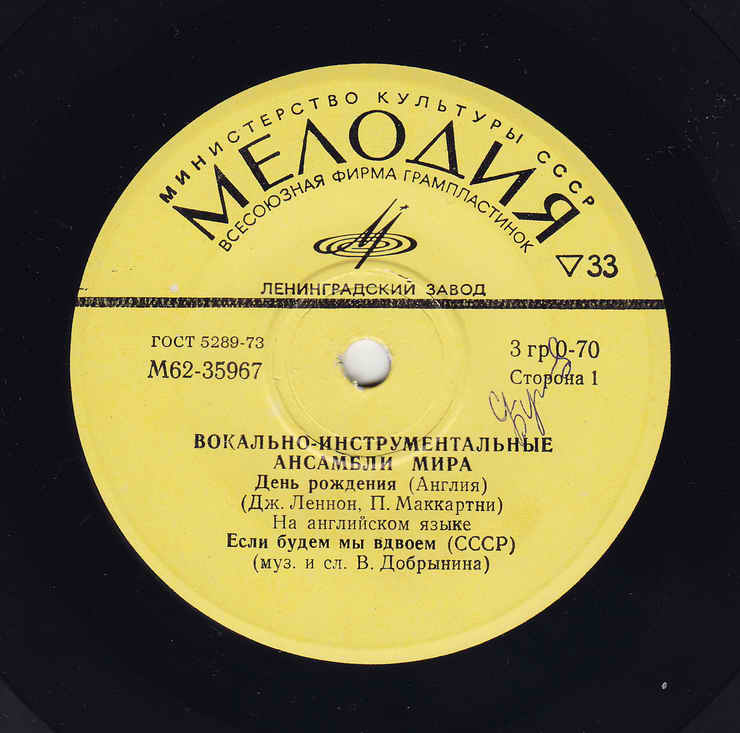 МИНИСТЕРСТВО КУЛЬТУРЫ СССР
МЕЛОДИЯ
ВСЕСОЮЗНАЯ ФИРМА ГРАМПЛАСТИНОК
33
ЛЕНИНГРАДСКИЙ ЗАВОД
ГОСТ 5289-73
М62-35967
3 гр.0-70
Сторона 1
ВОКАЛЬНО-ИНСТРУМЕНТАЛЬНЫЕ
АНСАМБЛИ МИРА
День рождения (Англия)
(Дж. Леннон, П. Маккартни)
На английском языке
Если будем мы вдвоем (СССР)
(муз. и сл. В. Добрынина)